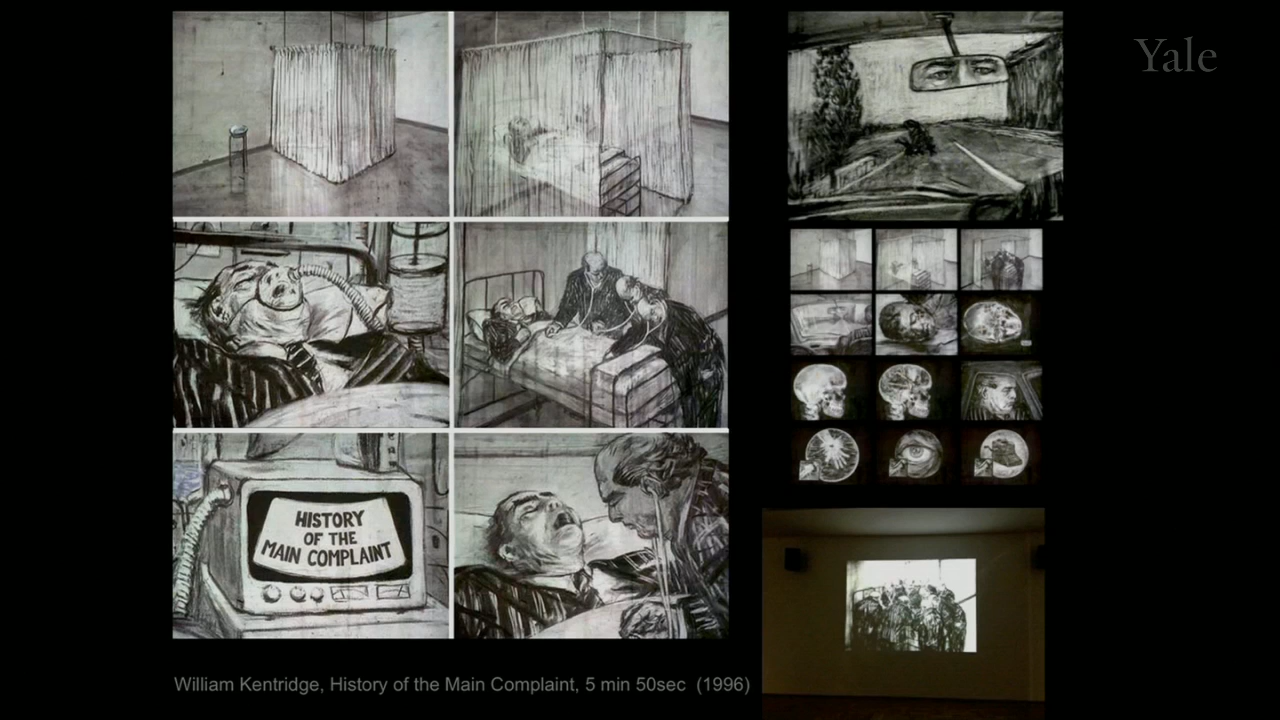 Yale
HISTORY
OF THE
MAIN COMPLAINT
William Kentridge, History of the Main Complaint, 5 min 50sec  (1996)